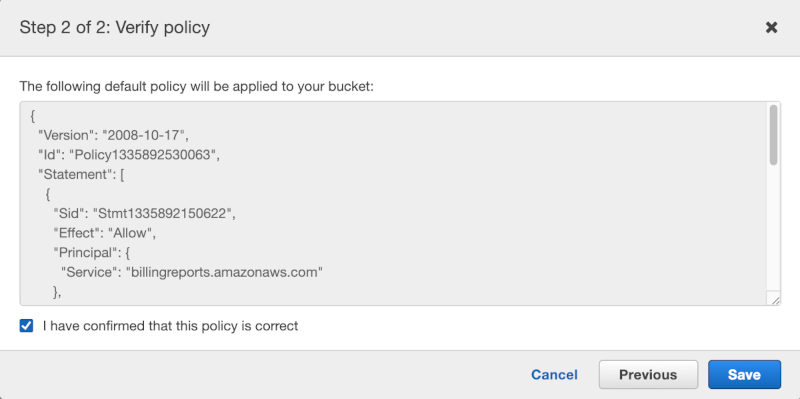 Step 2 of 2: Verify policy
The following default policy will be applied to your bucket:
{
"Version": "2008-10-17",
"Id": "Policy1335892530063",
"Statement": [
{
"Sid": "Stmt1335892150622",
"Effect": "Allow",
"Principal": {
"Service": "billingreports.amazonaws.com"
},
I have confirmed that this policy is correct
Cancel Previous Save